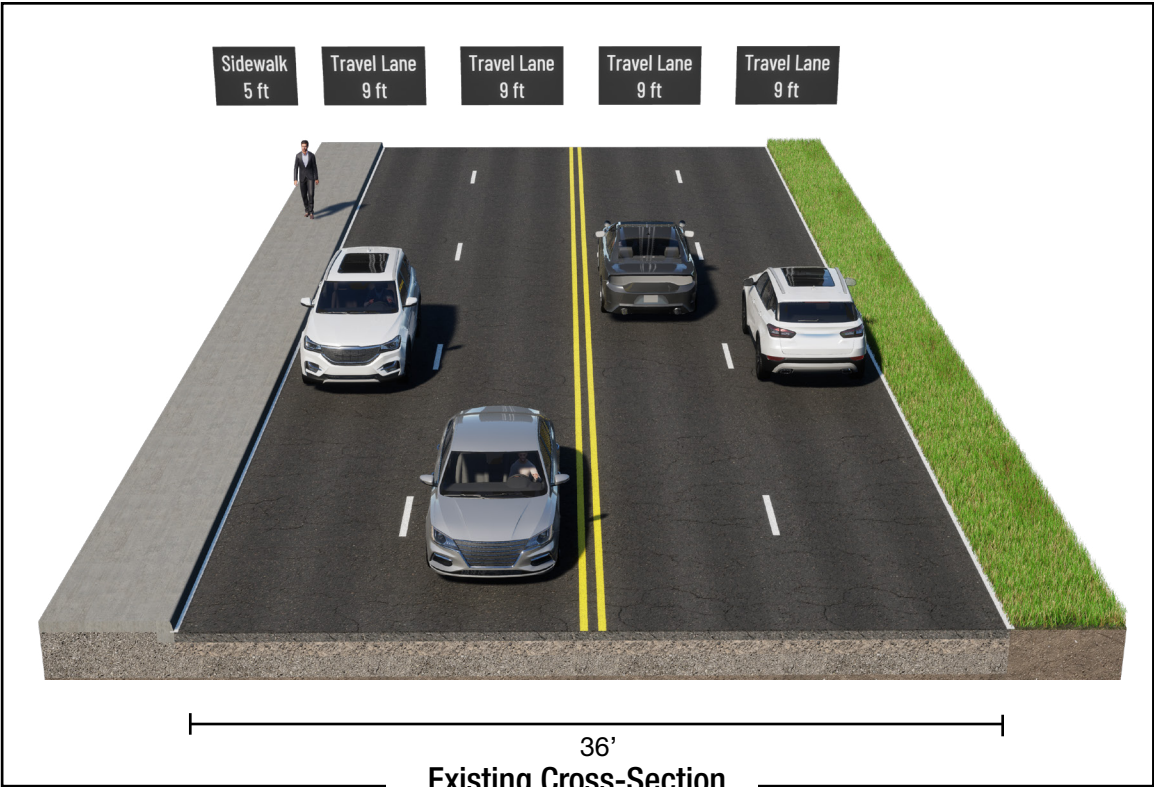 Sidewalk
5 ft
Travel Lane
9 ft
Travel Lane
9 ft
Travel Lane
9 ft
Travel Lane
9 ft
36’
Existing Cross-Section